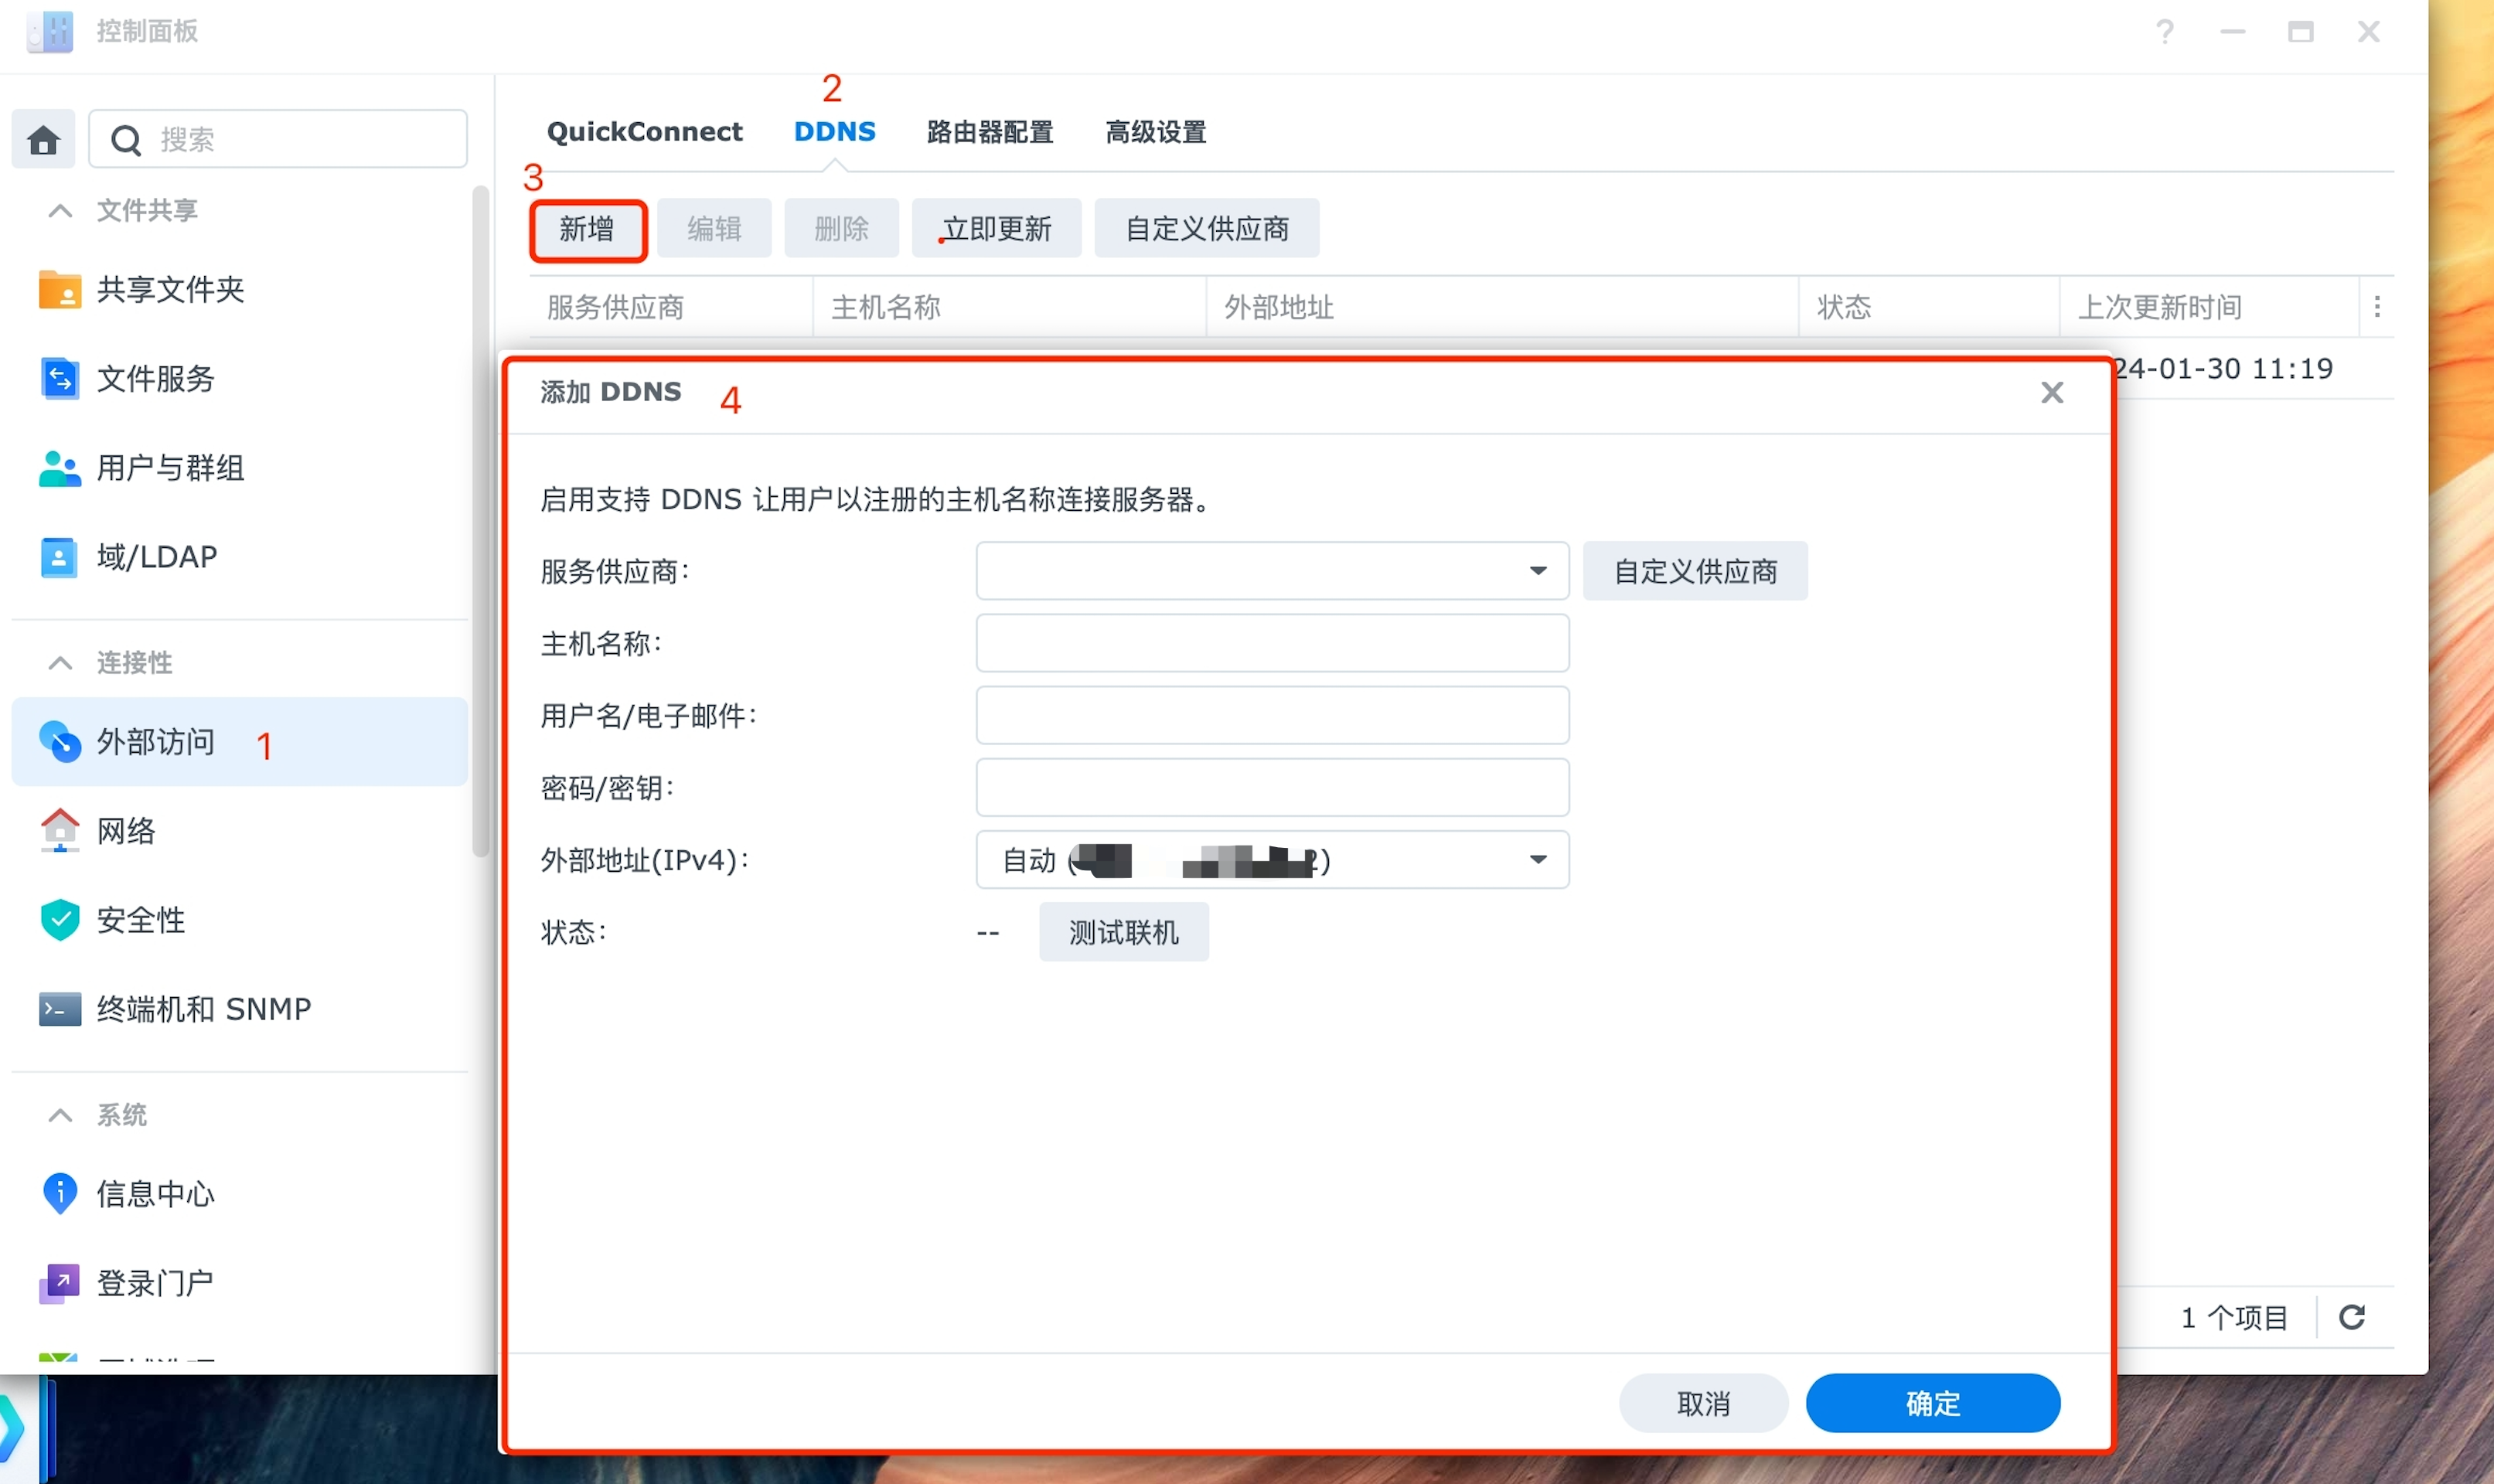 控制面板
搜索
文件共享
共享文件夹
文件服务
用户与群组
域/LDAP
连接性
外部访问 1
网络
安全性
终端机和 SNMP
系统
信息中心
登录门户
2
QuickConnect DDNS 路由器配置 高级设置
3
新增 编辑 删除 立即更新 自定义供应商
服务供应商 主机名称 外部地址 状态 上次更新时间
24-01-30 11:19
添加 DDNS 4
启用支持 DDNS 让用户以注册的主机名称连接服务器。
服务供应商: 自定义供应商
主机名称:
用户名/电子邮件:
密码/密钥:
外部地址(IPv4): 自动 ( 2)
状态: -- 测试联机
1 个项目
取消 确定